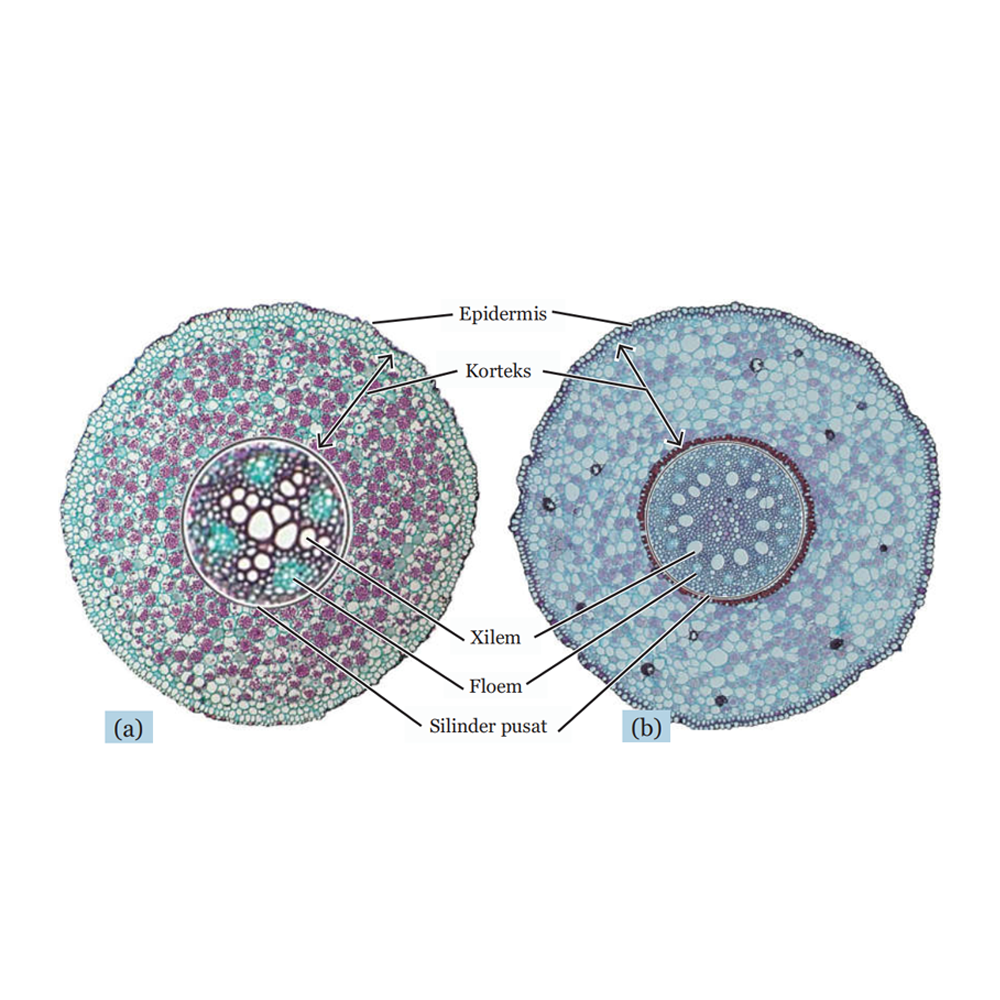 Epidermis
Korteks
Xilem
Floem
Silinder pusat
(a)
(b)